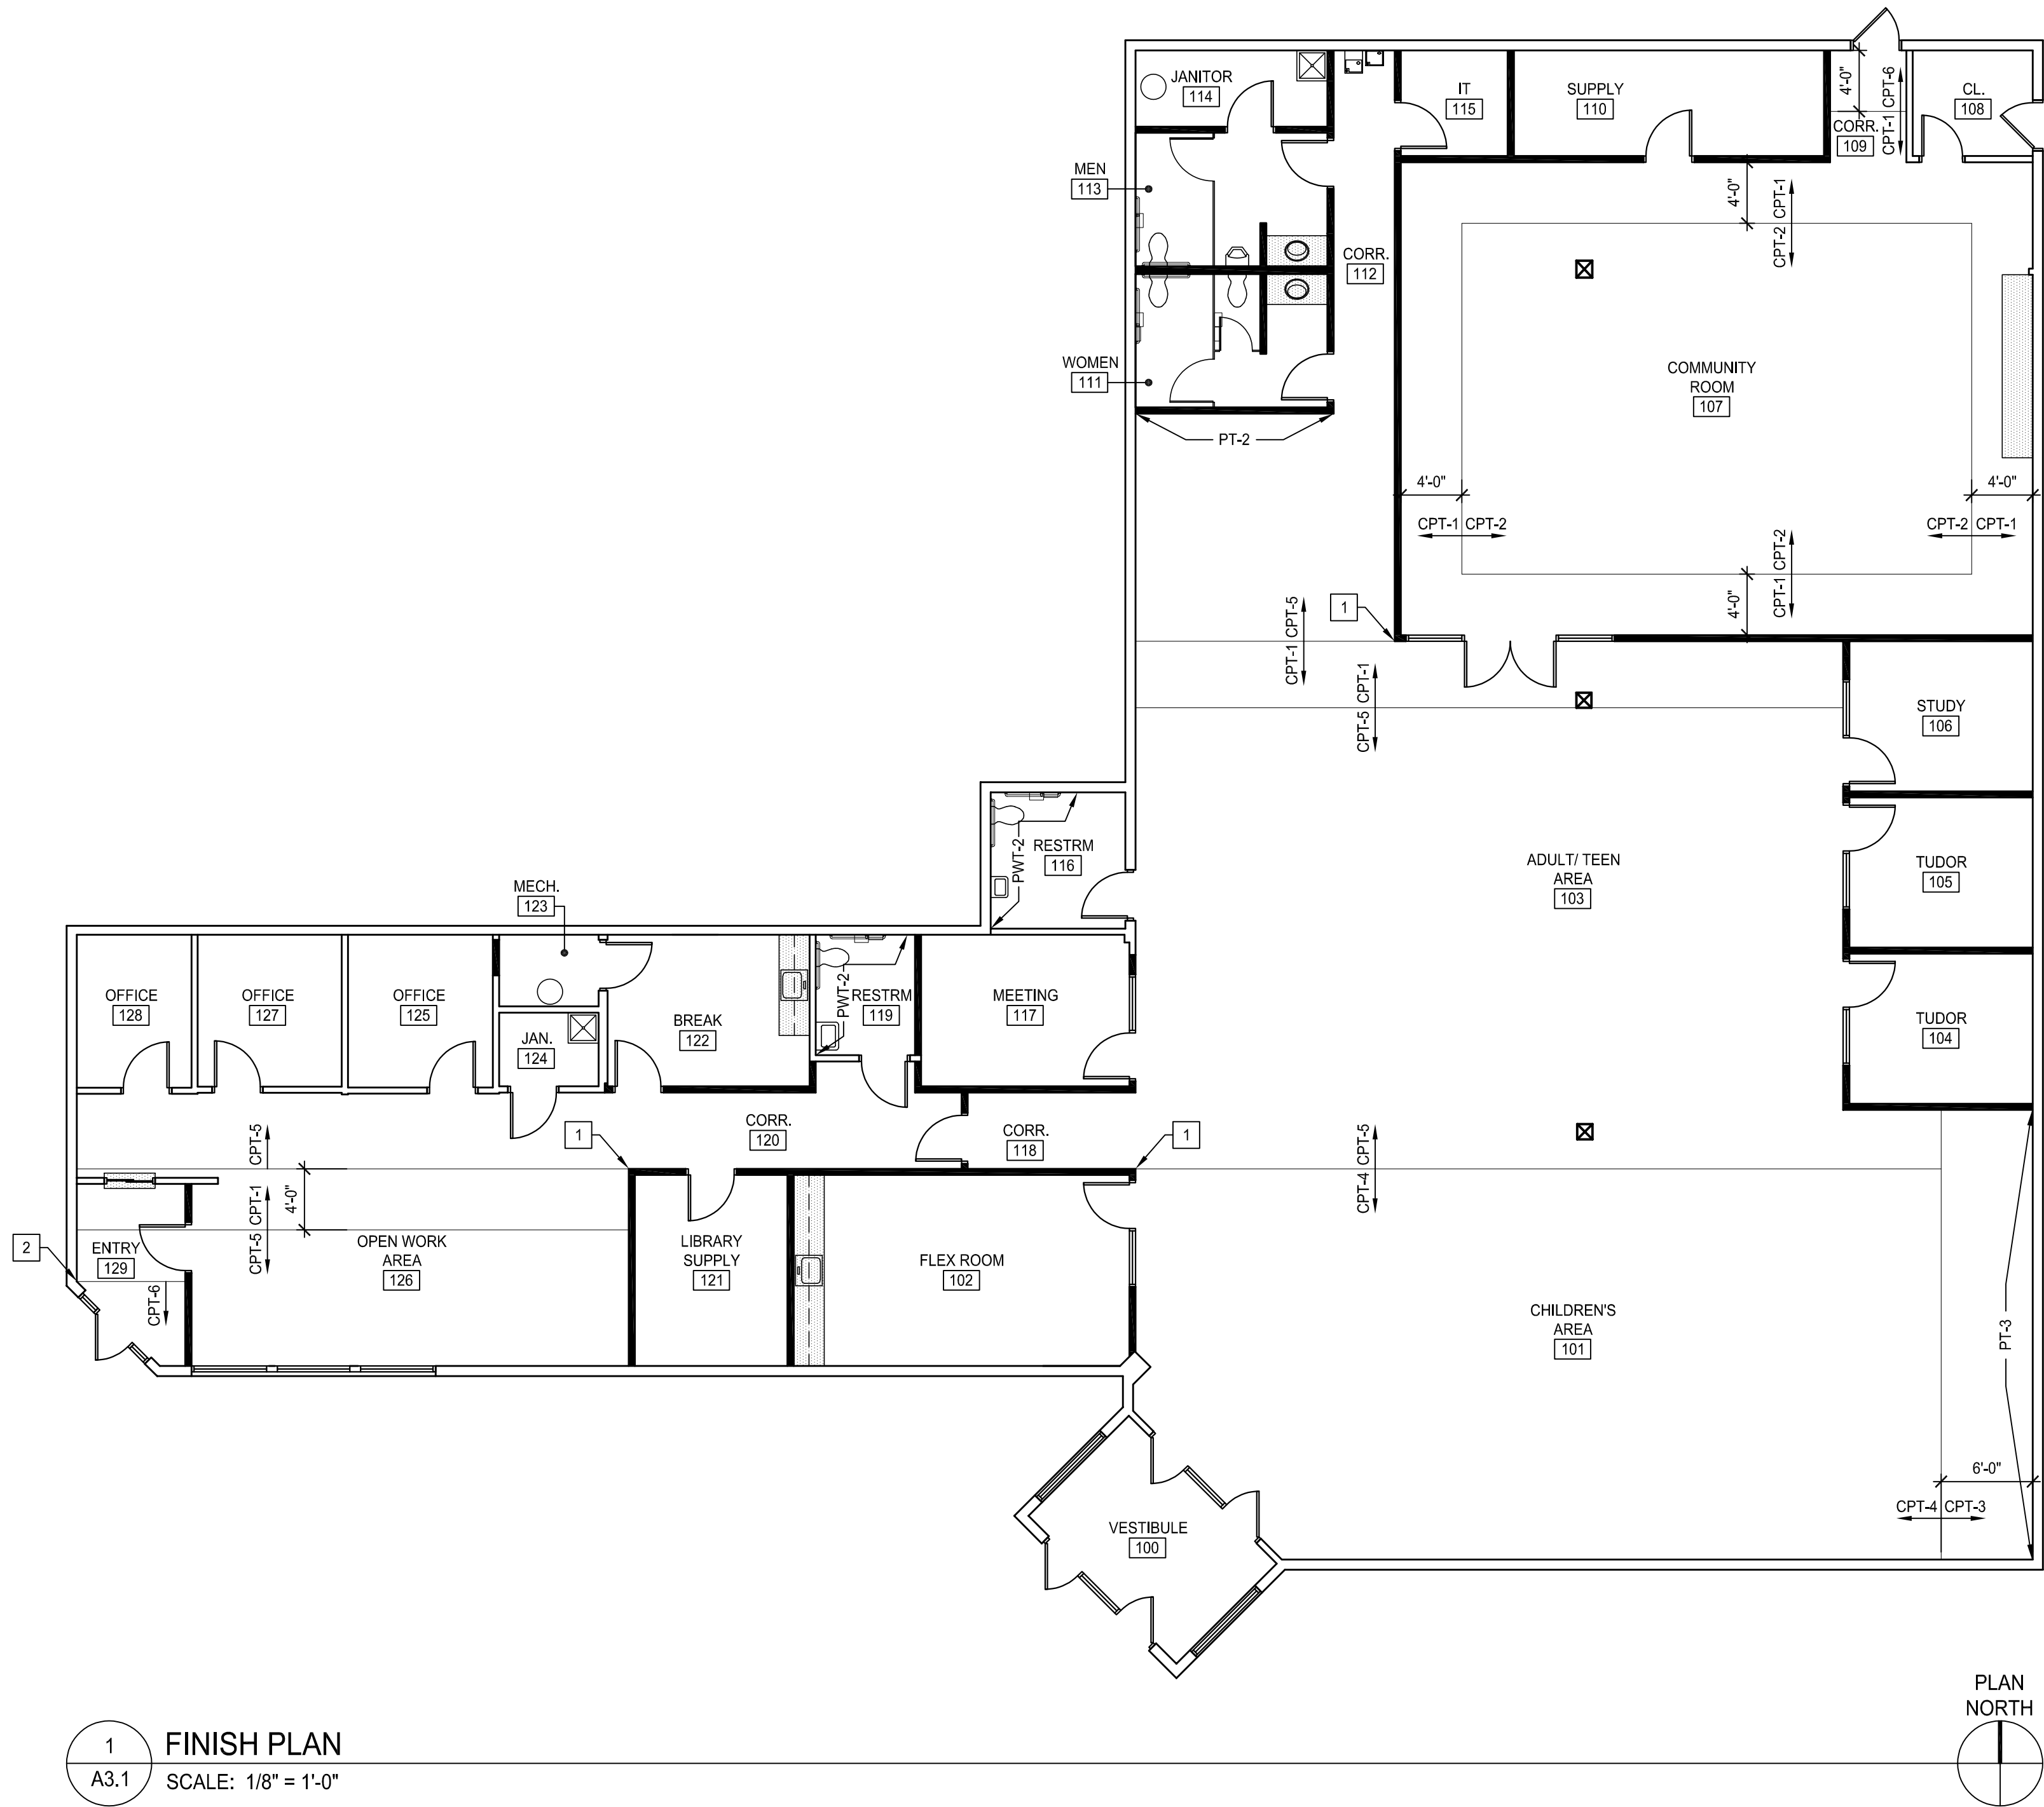 JANITOR
114
IT
115
SUPPLY
110
4'-0"
CPT-1 CPT-6
CORR.
109
CL.
108
MEN
113
CORR.
112
4'-0"
CPT-2 CPT-1
WOMEN
111
PT-2
COMMUNITY
ROOM
107
4'-0"
4'-0"
CPT-1 CPT-2
CPT-2 CPT-1
CPT-1 CPT-2
4'-0"
1
CPT-1 CPT-5
CPT-5 CPT-1
STUDY
106
RESTRM
116
PWT-2
ADULT/ TEEN
AREA
103
TUDOR
105
MECH.
123
OFFICE
128
OFFICE
127
OFFICE
125
JAN.
124
BREAK
122
PWT-2
RESTRM
119
MEETING
117
TUDOR
104
CPT-5
1
CORR.
120
CORR.
118
1
CPT-4 CPT-5
CPT-5 CPT-1
4'-0"
2
ENTRY
129
CPT-6
OPEN WORK
AREA
126
LIBRARY
SUPPLY
121
FLEX ROOM
102
CHILDREN'S
AREA
101
PT-3
6'-0"
CPT-4 CPT-3
VESTIBULE
100
PLAN
NORTH
1
A3.1
FINISH PLAN
SCALE: 1/8" = 1'-0"